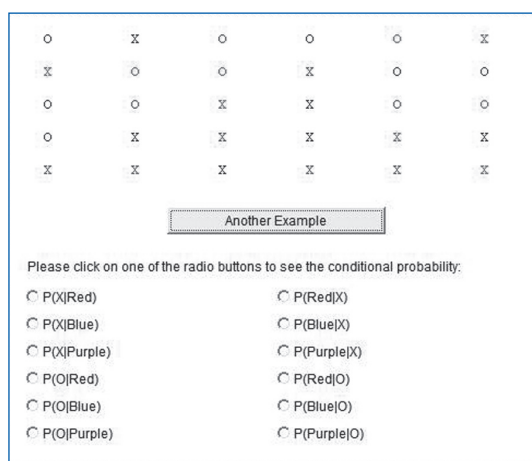 O X O O O X
X O O X O O
O O X X O O
O X X X X X
X X X X X X
Another Example
Please click on one of the radio buttons to see the conditional probability:
P(X|Red) P(Red|X)
P(X|Blue) P(Blue|X)
P(X|Purple) P(Purple|X)
P(O|Red) P(Red|O)
P(O|Blue) P(Blue|O)
P(O|Purple) P(Purple|O)